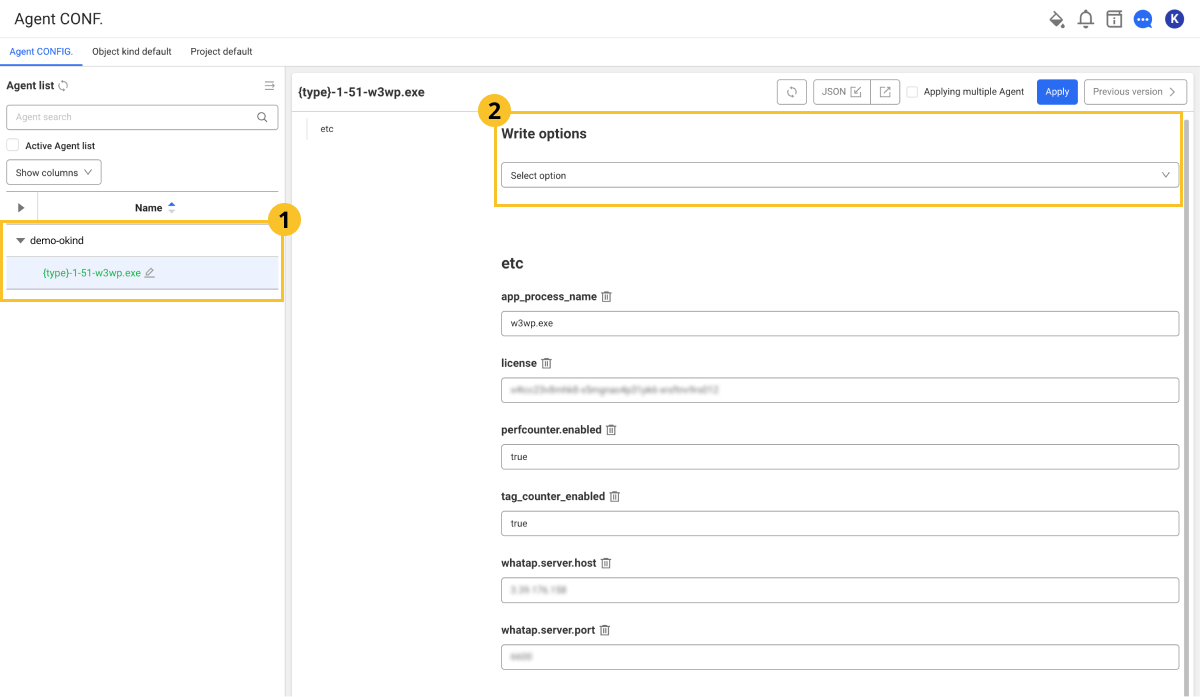 Agent CONF.
K
Agent CONFIG.
Object kind default
Project default
Agent list
Agent search
Active Agent list
Show columns
Name
1
demo-okind
{type}-1-51-w3wp.exe
{type}-1-51-w3wp.exe
JSON
Applying multiple Agent
Apply
Previous version
etc
2
Write options
Select option
etc
app_process_name
w3wp.exe
license
perfcounter.enabled
true
tag_counter_enabled
true
whatap.server.host
whatap.server.port